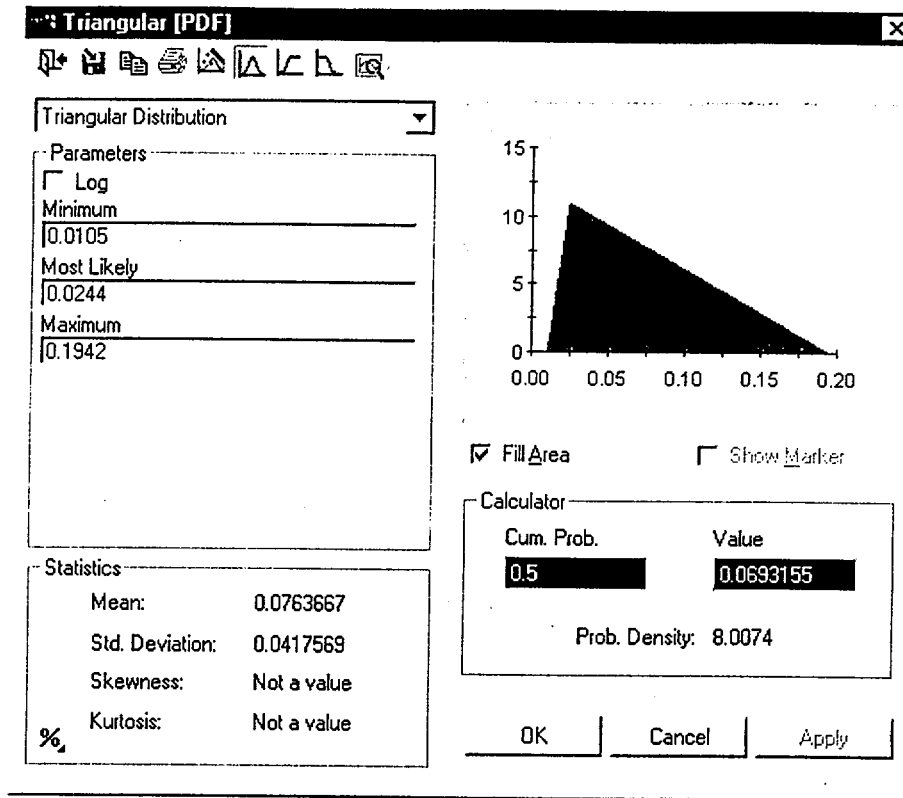 Triangular [PDF]
Triangular Distribution
Parameters
Log
Minimum
0.0105
Most Likely
0.0244
Maximum
0.1942
Statistics
Mean: 0.0763667
Std. Deviation: 0.0417569
Skewness: Not a value
Kurtosis: Not a value
%
15
10
5
0
0.00 0.05 0.10 0.15 0.20
Fill Area
Show Marker
Calculator
Cum. Prob. Value
0.5 0.0693155
Prob. Density: 8.0074
OK Cancel Apply